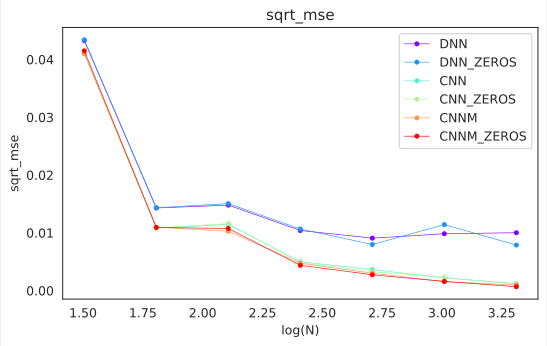 sqrt_mse
sqrt_mse
0.04
0.03
0.02
0.01
0.00
DNN
DNN_ZEROS
CNN
CNN_ZEROS
CNNM
CNNM_ZEROS
1.50 1.75 2.00 2.25 2.50 2.75 3.00 3.25
log(N)